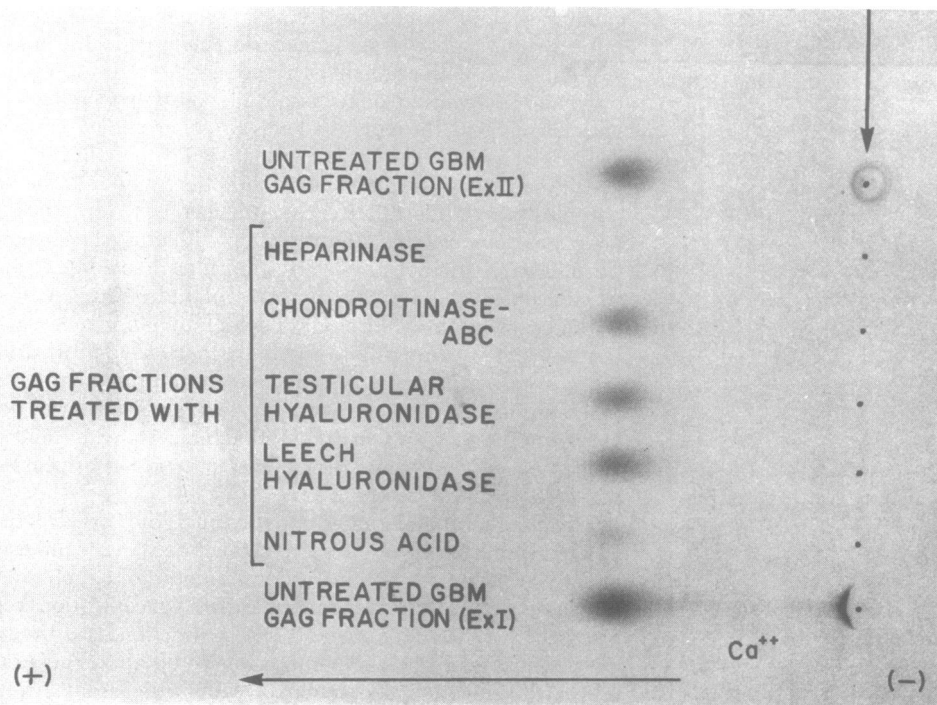 UNTREATED GBM
GAG FRACTION (ExII)
HEPARINASE
CHONDROITINASE-
ABC
GAG FRACTIONS
TREATED WITH
TESTICULAR
HYALURONIDASE
LEECH
HYALURONIDASE
NITROUS ACID
UNTREATED GBM
GAG FRACTION (ExI)
Ca++
(+)
(-)